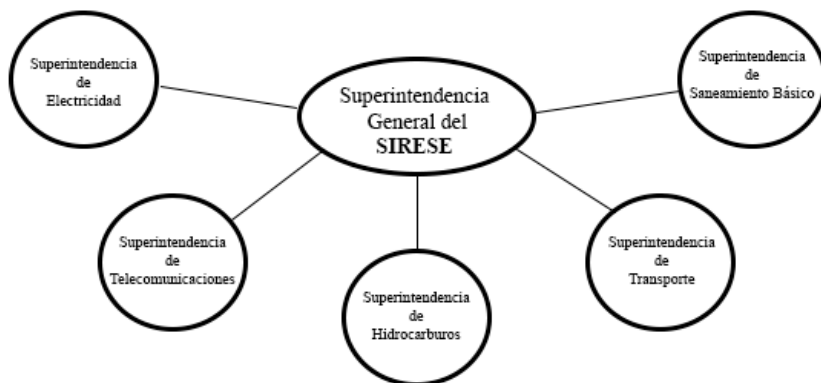 Superintendencia
de
Electricidad
Superintendencia
General del
SIRESE
Superintendencia
de
Saneamiento Básico
Superintendencia
de
Telecomunicaciones
Superintendencia
de
Hidrocarburos
Superintendencia
de
Transporte